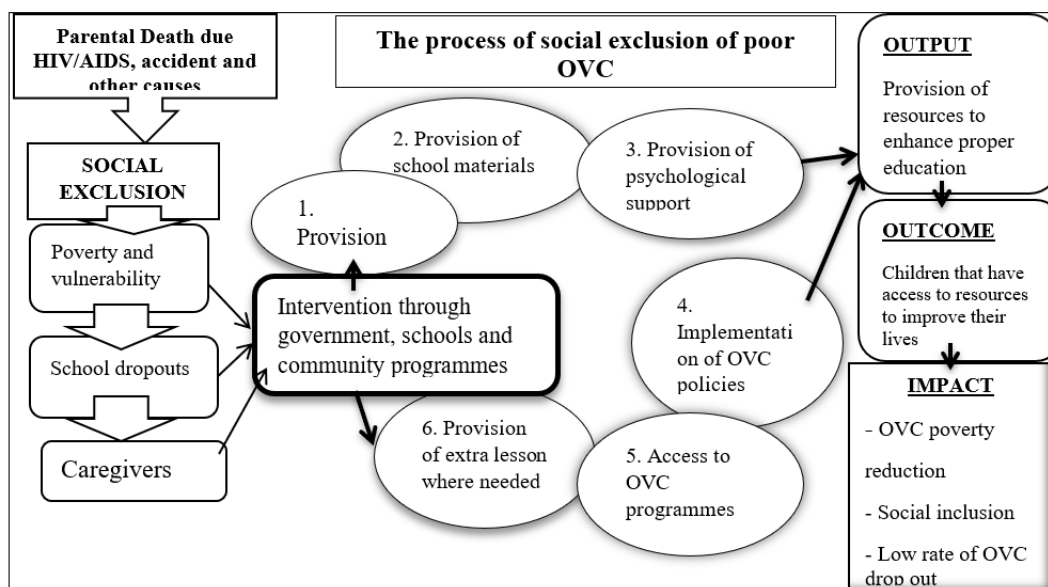 Parental Death due
HIV/AIDS, accident and
other causes
SOCIAL
EXCLUSION
Poverty and
vulnerability
School dropouts
Caregivers
The process of social exclusion of poor
OVC
1.
Provision
2. Provision of
school materials
3. Provision of
psychological
support
Intervention through
government, schools and
community programmes
4.
Implementati
on of OVC
policies
5. Access to
OVC
programmes
6. Provision
of extra lesson
where needed
OUTPUT
Provision of
resources to
enhance proper
education
OUTCOME
Children that have
access to resources
to improve their
lives
IMPACT
- OVC poverty
reduction
- Social inclusion
- Low rate of OVC
drop out